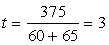 t = 375 / (60 + 65) = 3